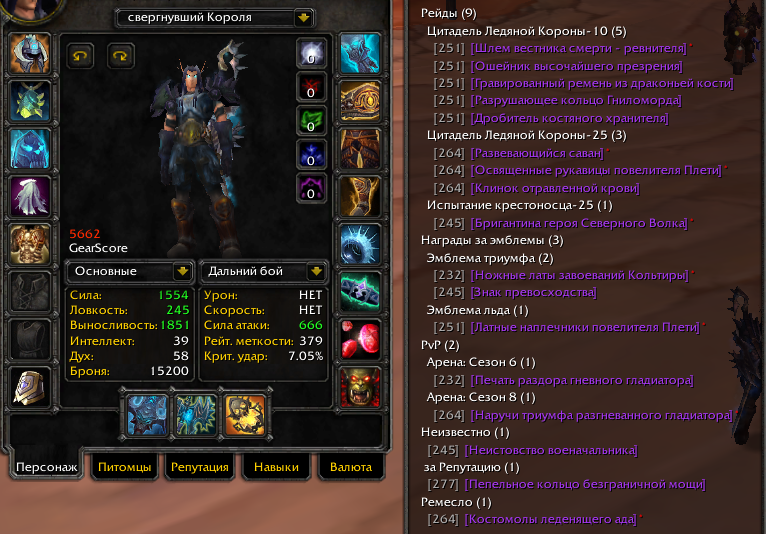 свергнувший Короля
0
0
0
0
0
5662
GearScore
Основные
Дальний бой
Сила: 1554
Ловкость: 245
Выносливость: 1851
Интеллект: 39
Дух: 58
Броня: 15200
Урон: НЕТ
Скорость: НЕТ
Сила атаки: 666
Рейт. меткости: 379
Крит. удар: 7.05%
Персонаж
Питомцы
Репутация
Навыки
Валюта
Рейды (9)
Цитадель Ледяной Короны-10 (5)
[251] [Шлем вестника смерти - ревнителя]*
[251] [Ошейник высочайшего презрения]
[251] [Гравированный ремень из драконьей кости]
[251] [Разрушающее кольцо Гниломорда]
[251] [Дробитель костяного хранителя]
Цитадель Ледяной Короны-25 (3)
[264] [Развевающийся саван]*
[264] [Освященные рукавицы повелителя Плети]*
[264] [Клинок отравленной крови]
Испытание крестоносца-25 (1)
[245] [Бригантина героя Северного Волка]*
Награды за эмблемы (3)
Эмблема триумфа (2)
[232] [Ножные латы завоеваний Кольтиры]*
[245] [Знак превосходства]
Эмблема льда (1)
[251] [Латные наплечники повелителя Плети]*
PvP (2)
Арена: Сезон 6 (1)
[232] [Печать раздора гневного гладиатора]
Арена: Сезон 8 (1)
[264] [Наручи триумфа разгневанного гладиатора]*
Неизвестно (1)
[245] [Неистовство военачальника]
за Репутацию (1)
[277] [Пепельное кольцо безграничной мощи]
Ремесло (1)
[264] [Костомолы леденящего ада]*